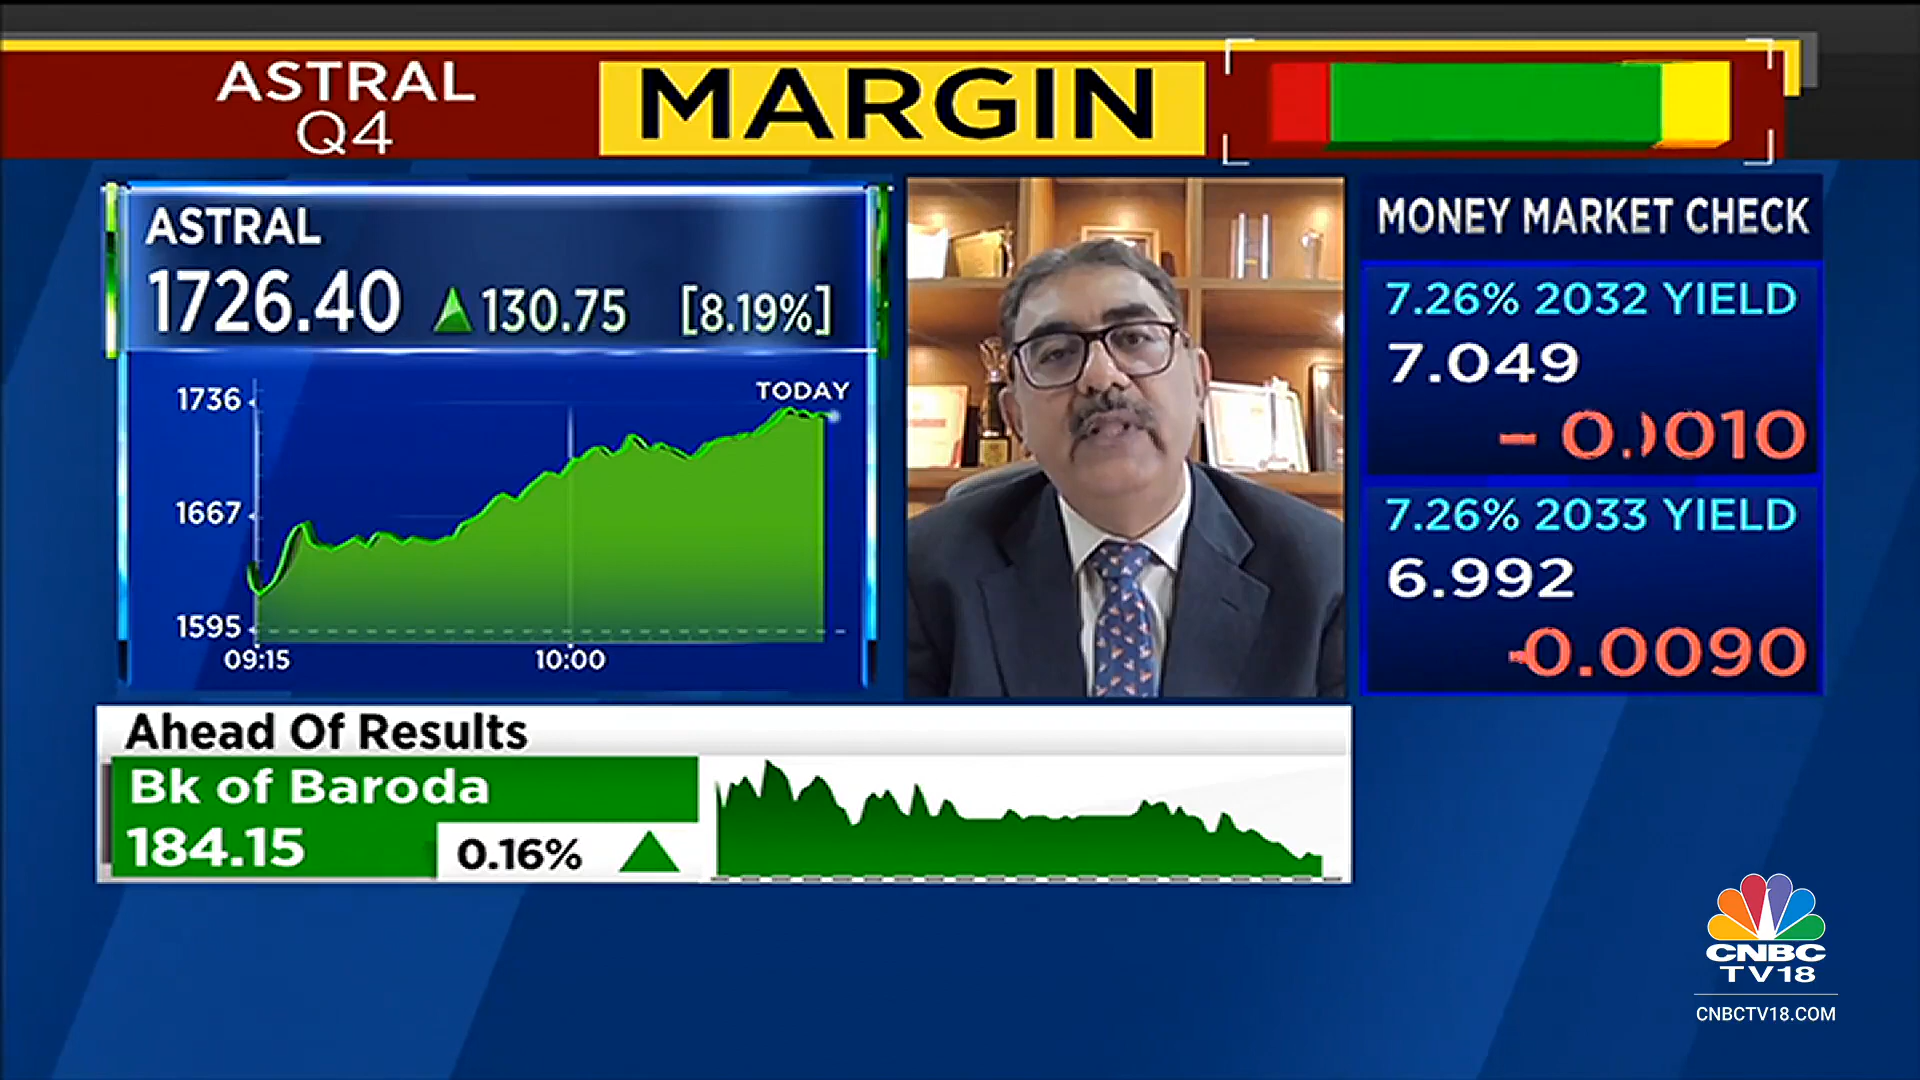 ASTRAL
Q4
MARGIN
ASTRAL
1726.40 130.75 [8.19%]
TODAY
1736
1667
1595
09:15 10:00
MONEY MARKET CHECK
7.26% 2032 YIELD
7.049
7.26% 2033 YIELD
6.992
-0.0090
Ahead Of Results
Bk of Baroda
184.15
0.16%
CNBC
TV18
CNBCTV18.COM